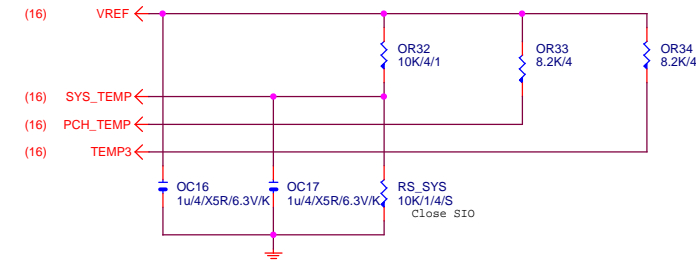 (16) VREF
OR32
10K/4/1
OR33
8.2K/4
OR34
8.2K/4
(16) SYS_TEMP
(16) PCH_TEMP
(16) TEMP3
OC16
1u/4/X5R/6.3V/K
OC17
1u/4/X5R/6.3V/K
RS_SYS
10K/1/4/S
Close SIO